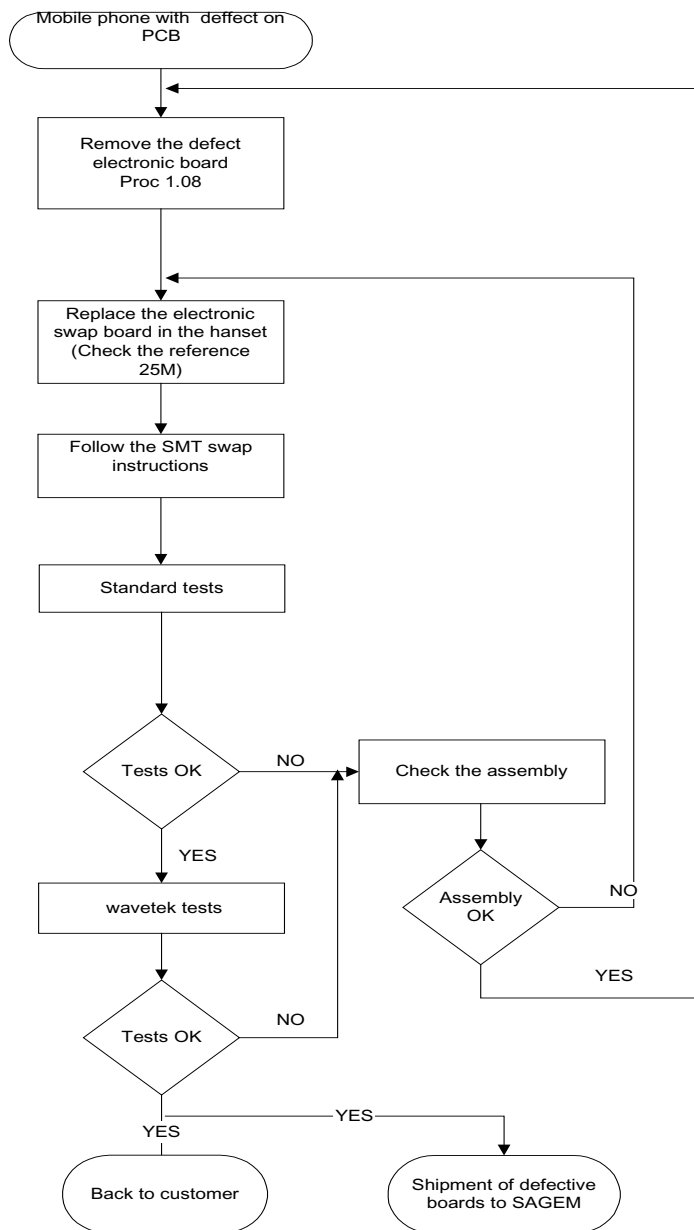 Mobile phone with deffect on
PCB
Remove the defect
electronic board
Proc 1.08
Replace the electronic
swap board in the hanset
(Check the reference
25M)
Follow the SMT swap
instructions
Standard tests
Tests OK
NO
Check the assembly
YES
wavetek tests
Assembly
OK
NO
YES
Tests OK
NO
YES
YES
Back to customer
Shipment of defective
boards to SAGEM